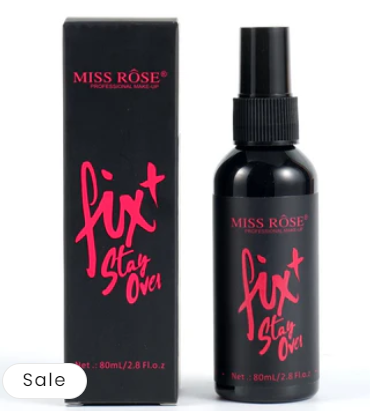 MISS RÔSE®
PROFESSIONAL MAKE-UP
fix+
Stay
Over
Net .: 80mL/2.8 Fl.o.z
MISS RÔSE®
PROFESSIONAL MAKE-UP
fix+
Stay
Over
Net .: 80mL/2.8 Fl.o.z
Sale